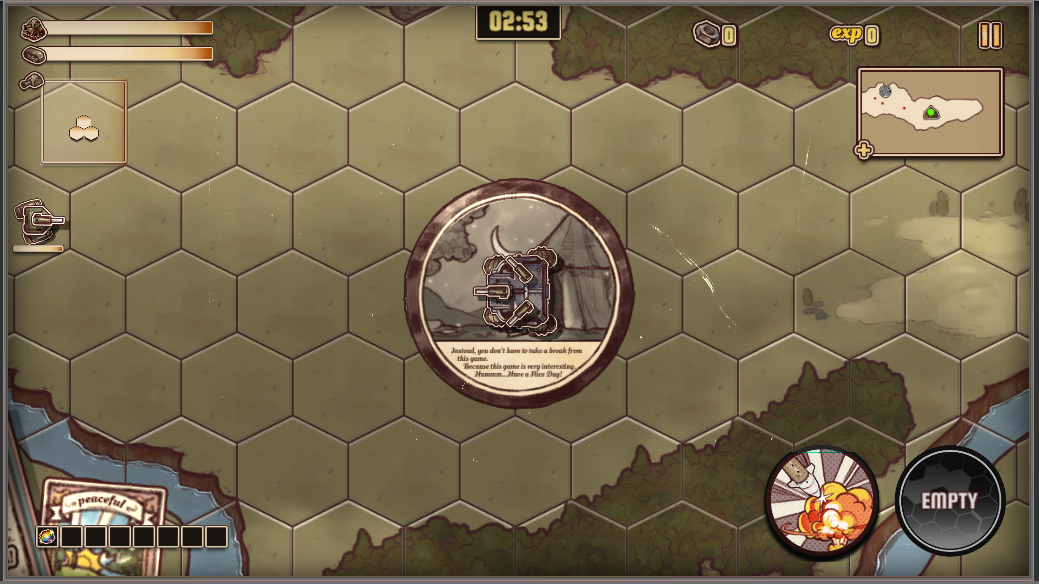 02:53
0
exp 0
Instead, you don't have to take a break from
this game.
Because this game is very interesting.
Hummm...Have a Nice Day!
peaceful
EMPTY